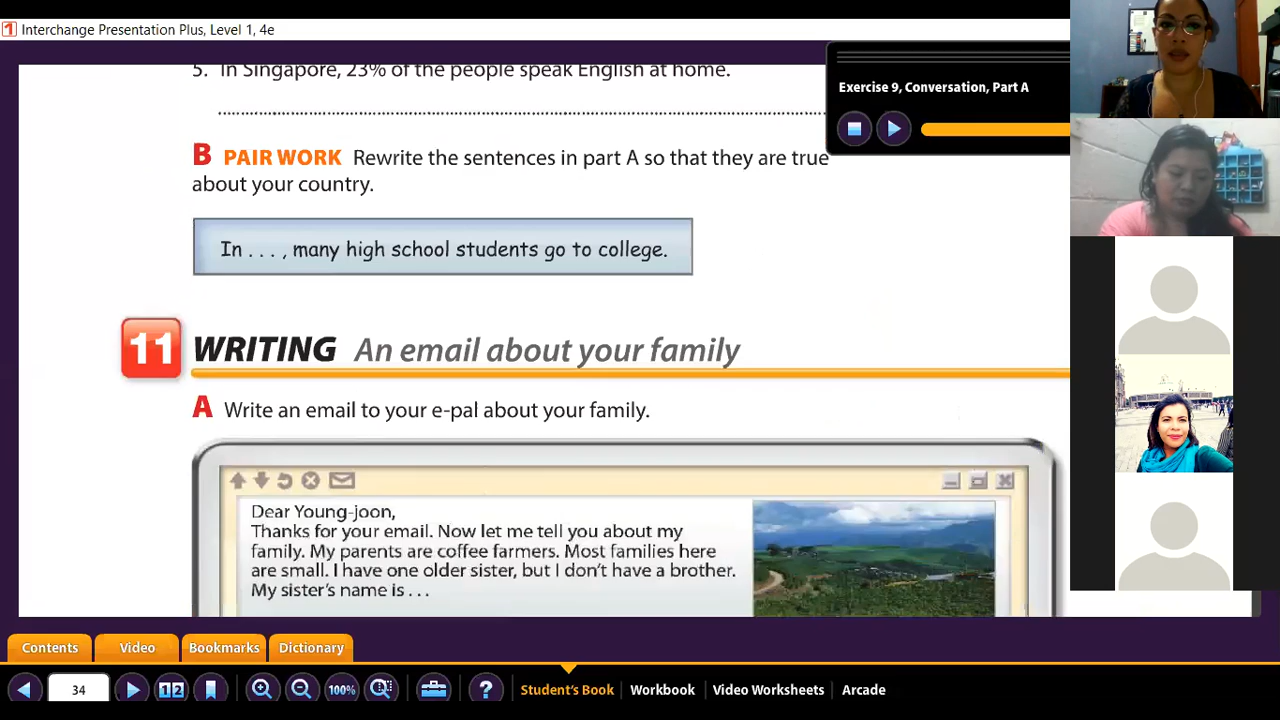 Interchange Presentation Plus, Level 1, 4e
5. In Singapore, 23% of the people speak English at home.
Exercise 9, Conversation, Part A
B PAIR WORK Rewrite the sentences in part A so that they are true
about your country.
In . . . , many high school students go to college.
11 WRITING An email about your family
A Write an email to your e-pal about your family.
Dear Young-joon,
Thanks for your email. Now let me tell you about my
family. My parents are coffee farmers. Most families here
are small. I have one older sister, but I don't have a brother.
My sister's name is . . .
Contents Video Bookmarks Dictionary
34 1 2 100% ? Student's Book Workbook Video Worksheets Arcade